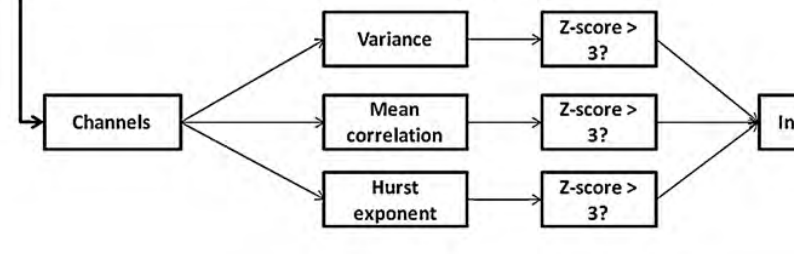 Variance
Z-score >
3?
Channels
Mean
correlation
Z-score >
3?
In
Hurst
exponent
Z-score >
3?